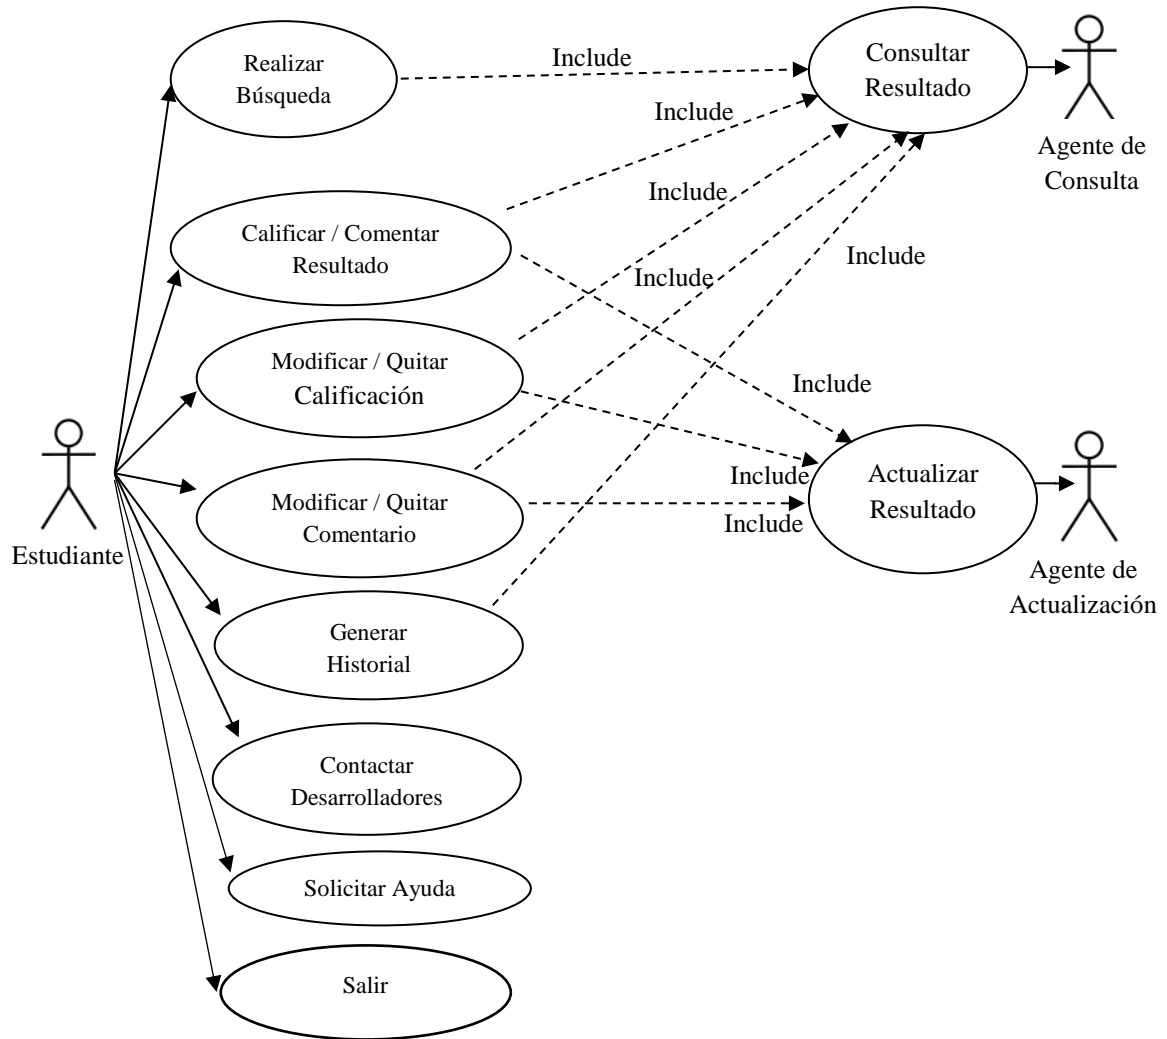 Realizar
Búsqueda
Include
Consultar
Resultado
Agente de
Consulta
Include
Calificar / Comentar
Resultado
Include
Include
Include
Modificar / Quitar
Calificación
Include
Estudiante
Modificar / Quitar
Comentario
Include
Include
Actualizar
Resultado
Agente de
Actualización
Generar
Historial
Contactar
Desarrolladores
Solicitar Ayuda
Salir